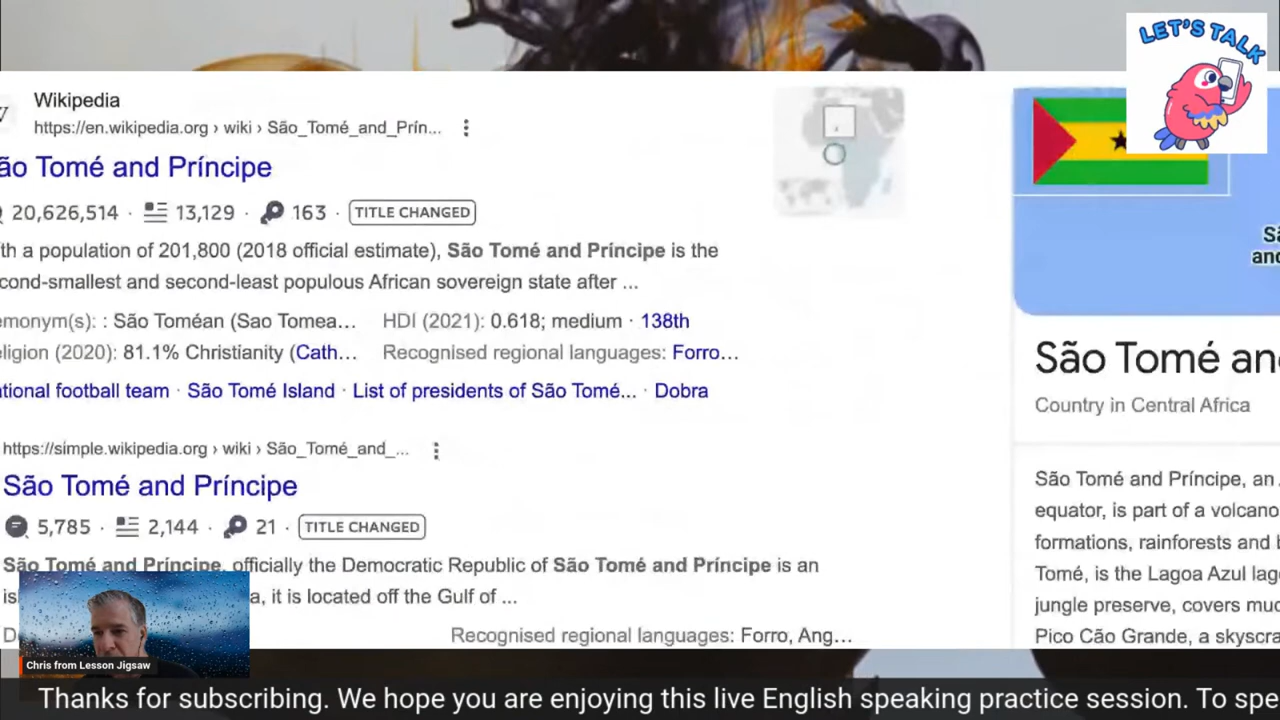 LET'S TALK
Wikipedia
https://en.wikipedia.org › wiki › São_Tomé_and_Prín...
ão Tomé and Príncipe
20,626,514 · 13,129 · 163 · TITLE CHANGED
th a population of 201,800 (2018 official estimate), São Tomé and Príncipe is the
cond-smallest and second-least populous African sovereign state after ...
emonym(s): : São Toméan (Sao Tomea... HDI (2021): 0.618; medium · 138th
eligion (2020): 81.1% Christianity (Cath... Recognised regional languages: Forro...
ational football team · São Tomé Island · List of presidents of São Tomé... · Dobra
https://simple.wikipedia.org › wiki › São_Tomé_and_...
São Tomé and Príncipe
5,785 · 2,144 · 21 · TITLE CHANGED
São Tomé and Príncipe, officially the Democratic Republic of São Tomé and Príncipe is an
is a, it is located off the Gulf of ...
D Recognised regional languages: Forro, Ang...
Sã
and
São Tomé an
Country in Central Africa
São Tomé and Príncipe, an
equator, is part of a volcano
formations, rainforests and b
Tomé, is the Lagoa Azul lag
jungle preserve, covers muc
Pico Cão Grande, a skyscra
Chris from Lesson Jigsaw
Thanks for subscribing. We hope you are enjoying this live English speaking practice session. To spe